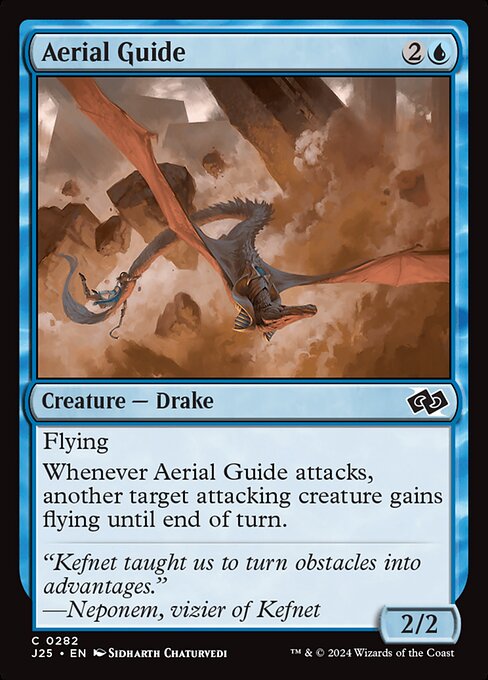 Aerial Guide 2
Creature — Drake
Flying
Whenever Aerial Guide attacks,
another target attacking creature gains
flying until end of turn.
“Kefnet taught us to turn obstacles into
advantages.”
—Neponem, vizier of Kefnet
2/2
C 0282
J25 • EN SIDHARTH CHATURVEDI
™ & © 2024 Wizards of the Coast